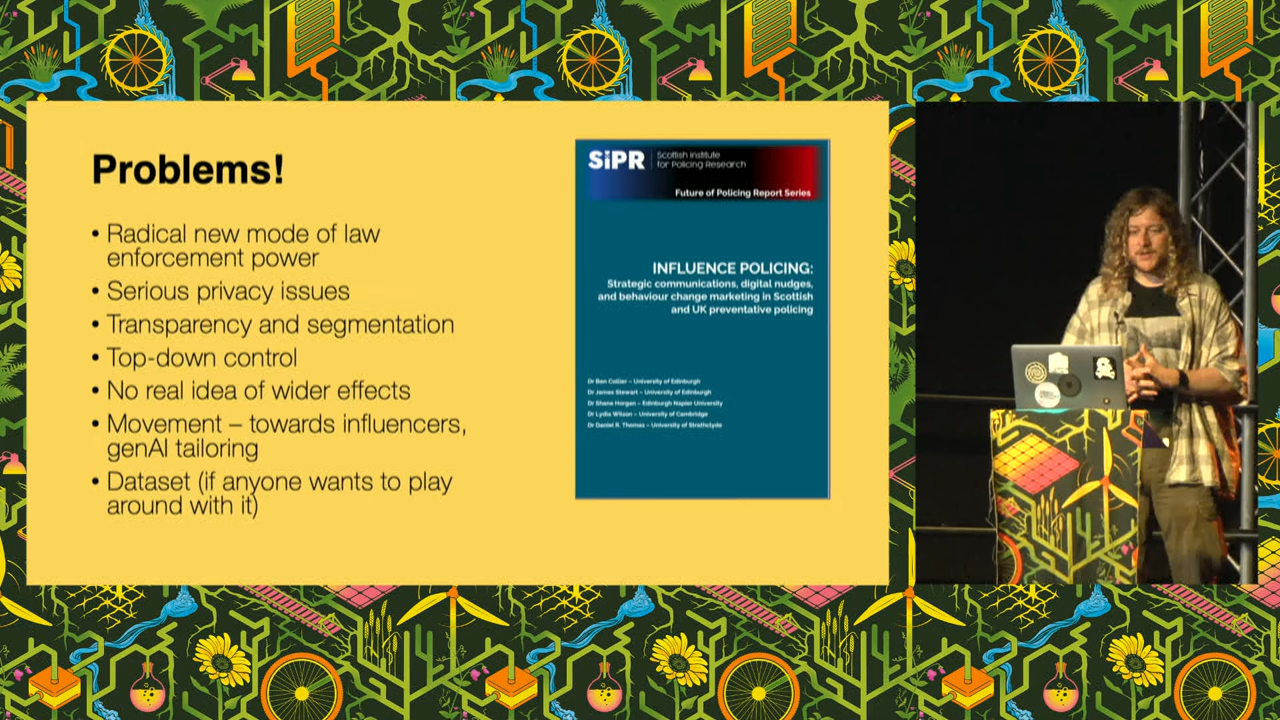 Problems!
• Radical new mode of law
enforcement power
• Serious privacy issues
• Transparency and segmentation
• Top-down control
• No real idea of wider effects
• Movement – towards influencers,
genAI tailoring
• Dataset (if anyone wants to play
around with it)
SiPR
Scottish Institute
for Policing Research
Future of Policing Report Series
INFLUENCE POLICING:
Strategic communications, digital nudges,
and behaviour change marketing in Scottish
and UK preventative policing
Dr Ben Collier – University of Edinburgh
Dr James Stewart – University of Edinburgh
Dr Shane Horgan – Edinburgh Napier University
Dr Lydia Wilson – University of Cambridge
Dr Daniel R. Thomas – University of Strathclyde